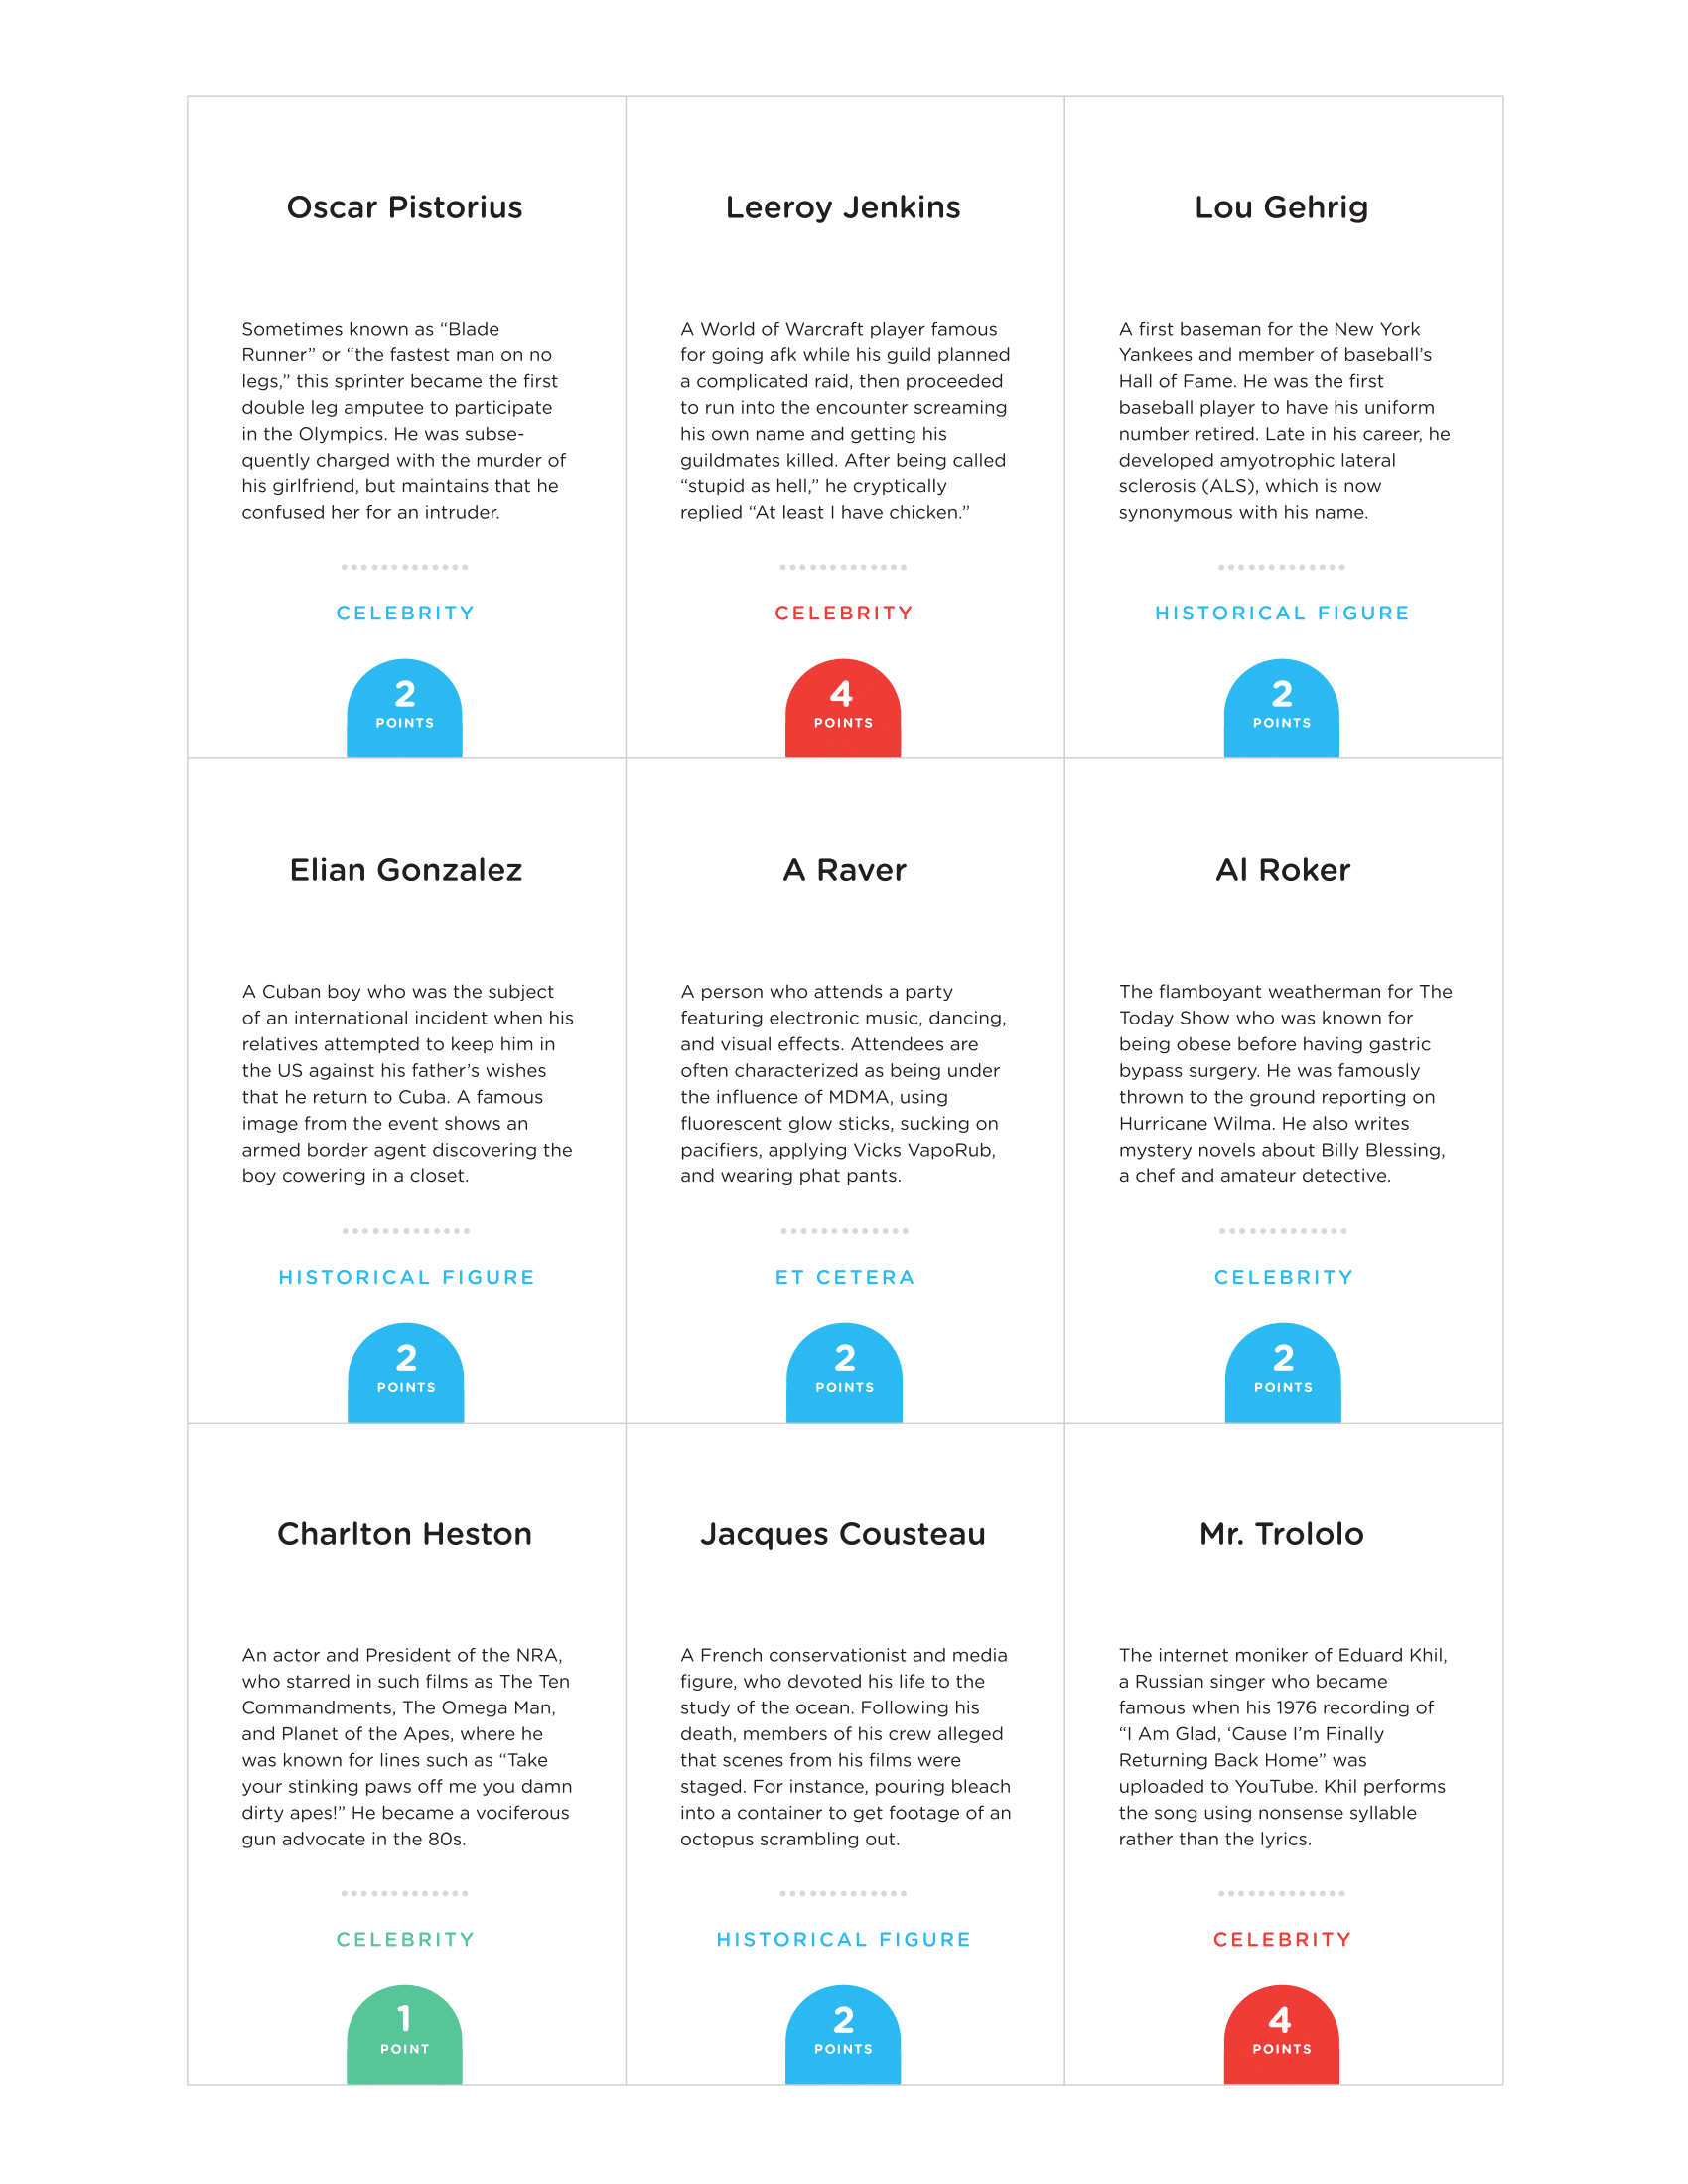 Oscar Pistorius
Sometimes known as “Blade
Runner” or “the fastest man on no
legs,” this sprinter became the first
double leg amputee to participate
in the Olympics. He was subse-
quently charged with the murder of
his girlfriend, but maintains that he
confused her for an intruder.
CELEBRITY
2
POINTS
Leeroy Jenkins
A World of Warcraft player famous
for going afk while his guild planned
a complicated raid, then proceeded
to run into the encounter screaming
his own name and getting his
guildmates killed. After being called
“stupid as hell,” he cryptically
replied “At least I have chicken.”
CELEBRITY
4
POINTS
Lou Gehrig
A first baseman for the New York
Yankees and member of baseball’s
Hall of Fame. He was the first
baseball player to have his uniform
number retired. Late in his career, he
developed amyotrophic lateral
sclerosis (ALS), which is now
synonymous with his name.
HISTORICAL FIGURE
2
POINTS
Elian Gonzalez
A Cuban boy who was the subject
of an international incident when his
relatives attempted to keep him in
the US against his father’s wishes
that he return to Cuba. A famous
image from the event shows an
armed border agent discovering the
boy cowering in a closet.
HISTORICAL FIGURE
2
POINTS
A Raver
A person who attends a party
featuring electronic music, dancing,
and visual effects. Attendees are
often characterized as being under
the influence of MDMA, using
fluorescent glow sticks, sucking on
pacifiers, applying Vicks VapoRub,
and wearing phat pants.
ET CETERA
2
POINTS
Al Roker
The flamboyant weatherman for The
Today Show who was known for
being obese before having gastric
bypass surgery. He was famously
thrown to the ground reporting on
Hurricane Wilma. He also writes
mystery novels about Billy Blessing,
a chef and amateur detective.
CELEBRITY
2
POINTS
Charlton Heston
An actor and President of the NRA,
who starred in such films as The Ten
Commandments, The Omega Man,
and Planet of the Apes, where he
was known for lines such as “Take
your stinking paws off me you damn
dirty apes!” He became a vociferous
gun advocate in the 80s.
CELEBRITY
1
POINT
Jacques Cousteau
A French conservationist and media
figure, who devoted his life to the
study of the ocean. Following his
death, members of his crew alleged
that scenes from his films were
staged. For instance, pouring bleach
into a container to get footage of an
octopus scrambling out.
HISTORICAL FIGURE
2
POINTS
Mr. Trololo
The internet moniker of Eduard Khil,
a Russian singer who became
famous when his 1976 recording of
“I Am Glad, ‘Cause I’m Finally
Returning Back Home” was
uploaded to YouTube. Khil performs
the song using nonsense syllable
rather than the lyrics.
CELEBRITY
4
POINTS